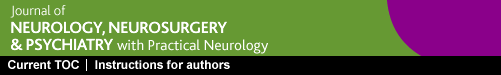 Journal of
NEUROLOGY, NEUROSURGERY
& PSYCHIATRY with Practical Neurology
Current TOC | Instructions for authors